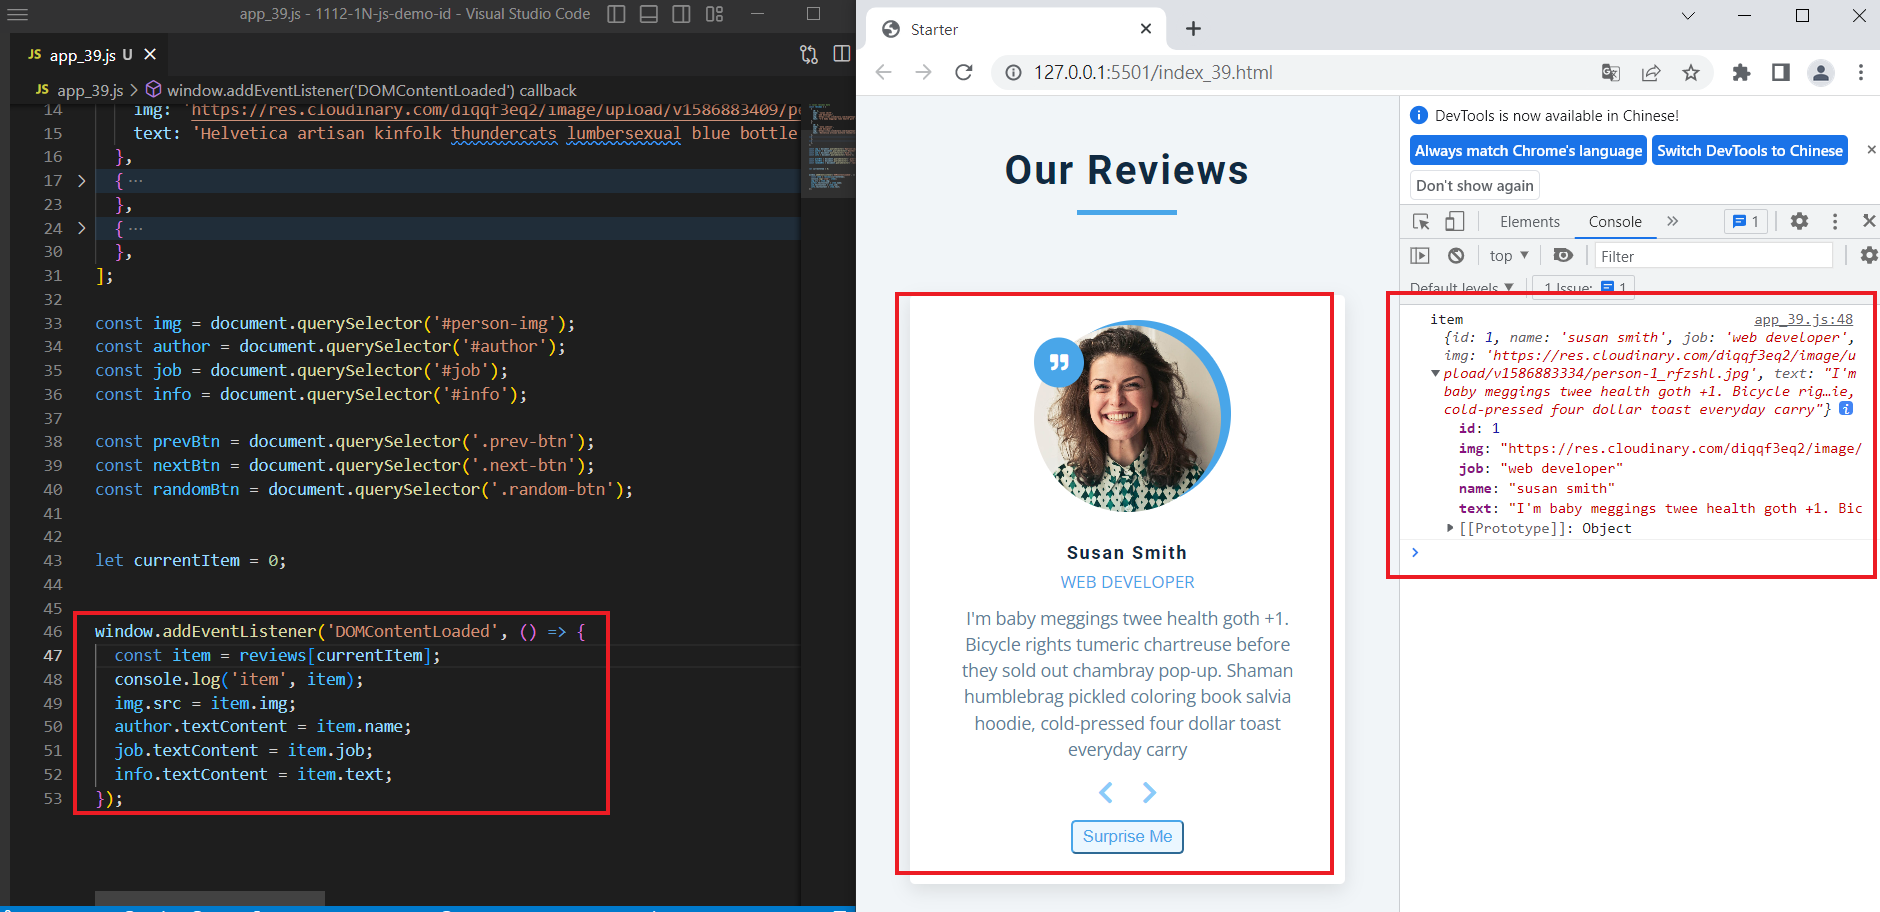 app_39.js - 1112-1N-js-demo-id - Visual Studio Code
JS app_39.js U
JS app_39.js > window.addEventListener('DOMContentLoaded') callback
14 img: 'https://res.cloudinary.com/diqqf3eq2/image/upload/v1586883409/pe
15 text: 'Helvetica artisan kinfolk thundercats lumbersexual blue bottle
16 },
17 { ...
23 },
24 { ...
30 },
31 ];
32
33 const img = document.querySelector('#person-img');
34 const author = document.querySelector('#author');
35 const job = document.querySelector('#job');
36 const info = document.querySelector('#info');
37
38 const prevBtn = document.querySelector('.prev-btn');
39 const nextBtn = document.querySelector('.next-btn');
40 const randomBtn = document.querySelector('.random-btn');
41
42
43 let currentItem = 0;
44
45
46 window.addEventListener('DOMContentLoaded', () => {
47 const item = reviews[currentItem];
48 console.log('item', item);
49 img.src = item.img;
50 author.textContent = item.name;
51 job.textContent = item.job;
52 info.textContent = item.text;
53 });
Starter
127.0.0.1:5501/index_39.html
Our Reviews
Susan Smith
WEB DEVELOPER
I'm baby meggings twee health goth +1.
Bicycle rights tumeric chartreuse before
they sold out chambray pop-up. Shaman
humblebrag pickled coloring book salvia
hoodie, cold-pressed four dollar toast
everyday carry
Surprise Me
DevTools is now available in Chinese!
Always match Chrome's language Switch DevTools to Chinese
Don't show again
Elements Console » 1
top Filter
Default levels 1 Issue: 1
item app_39.js:48
{id: 1, name: 'susan smith', job: 'web developer',
img: 'https://res.cloudinary.com/diqqf3eq2/image/u
pload/v1586883334/person-1_rfzshl.jpg', text: "I'm
baby meggings twee health goth +1. Bicycle rig…ie,
cold-pressed four dollar toast everyday carry"}
id: 1
img: "https://res.cloudinary.com/diqqf3eq2/image/
job: "web developer"
name: "susan smith"
text: "I'm baby meggings twee health goth +1. Bic
[[Prototype]]: Object